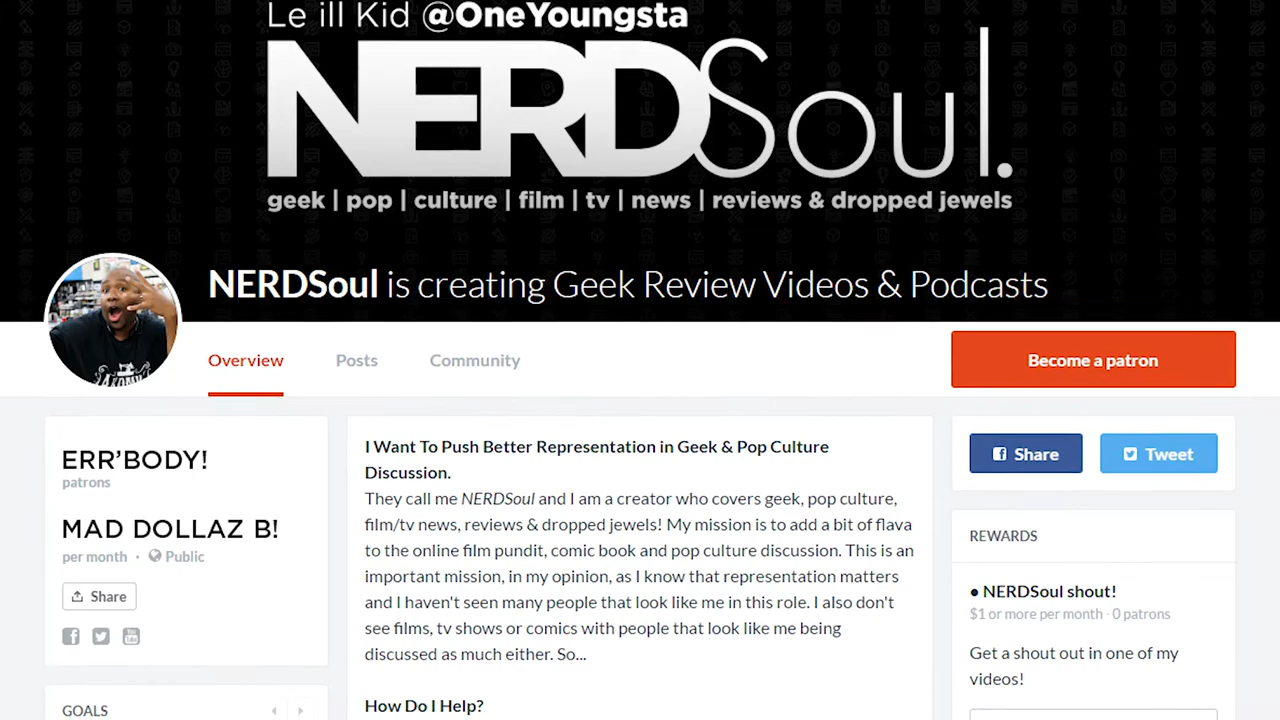 Le ill Kid @OneYoungsta
NERDSoul.
geek | pop | culture | film | tv | news | reviews & dropped jewels
NERDSoul is creating Geek Review Videos & Podcasts
Overview
Posts
Community
Become a patron
ERR'BODY!
patrons
MAD DOLLAZ B!
per month · Public
Share
GOALS
I Want To Push Better Representation in Geek & Pop Culture
Discussion.
They call me NERDSoul and I am a creator who covers geek, pop culture,
film/tv news, reviews & dropped jewels! My mission is to add a bit of flava
to the online film pundit, comic book and pop culture discussion. This is an
important mission, in my opinion, as I know that representation matters
and I haven't seen many people that look like me in this role. I also don't
see films, tv shows or comics with people that look like me being
discussed as much either. So...
How Do I Help?
Share
Tweet
REWARDS
● NERDSoul shout!
$1 or more per month · 0 patrons
Get a shout out in one of my
videos!